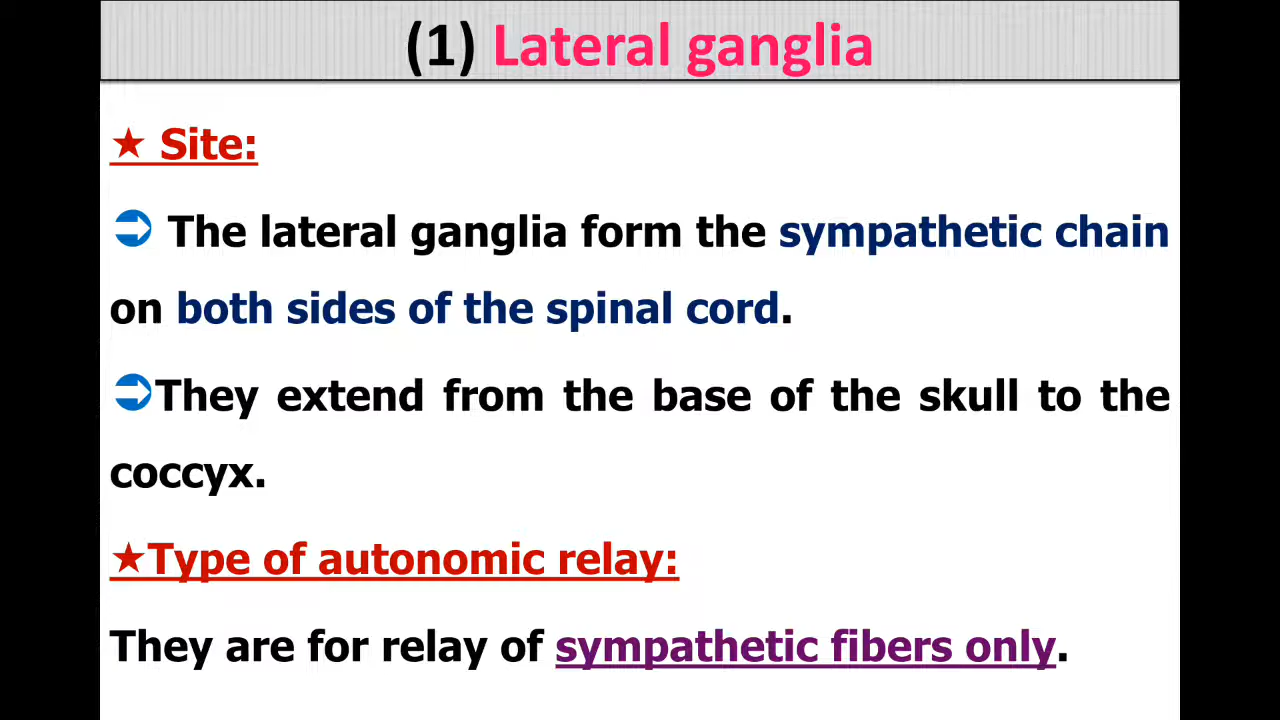 (1) Lateral ganglia
★ Site:
➲ The lateral ganglia form the sympathetic chain
on both sides of the spinal cord.
➲They extend from the base of the skull to the
coccyx.
★Type of autonomic relay:
They are for relay of sympathetic fibers only.